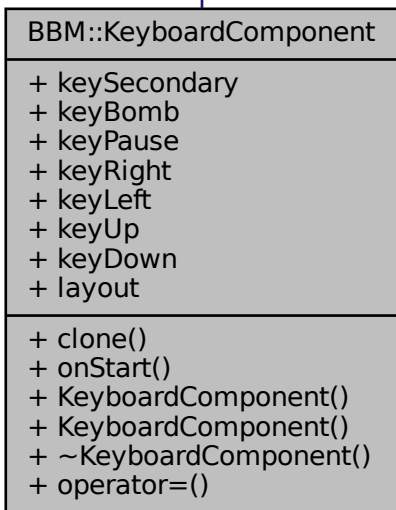 BBM::KeyboardComponent
+ keySecondary
+ keyBomb
+ keyPause
+ keyRight
+ keyLeft
+ keyUp
+ keyDown
+ layout
+ clone()
+ onStart()
+ KeyboardComponent()
+ KeyboardComponent()
+ ~KeyboardComponent()
+ operator=()